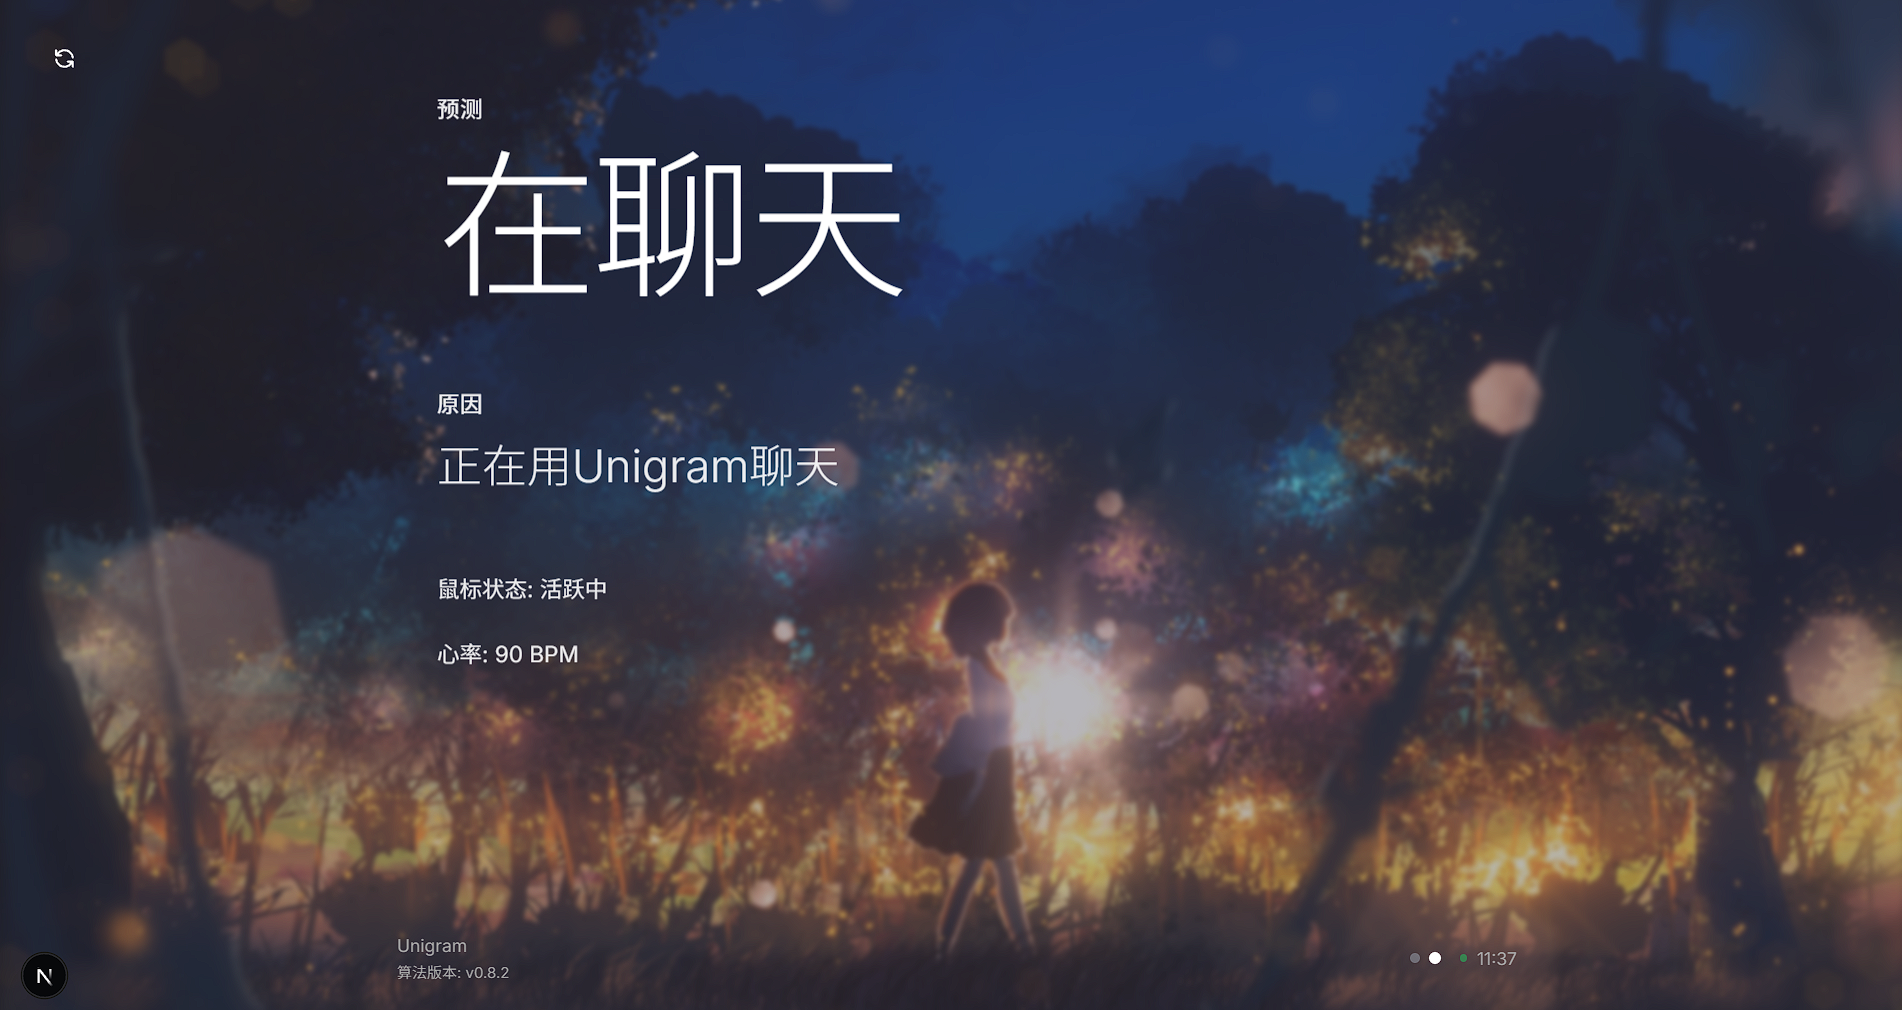 预测
在聊天
原因
正在用Unigram聊天
鼠标状态: 活跃中
心率: 90 BPM
Unigram
算法版本: v0.8.2
11:37
N